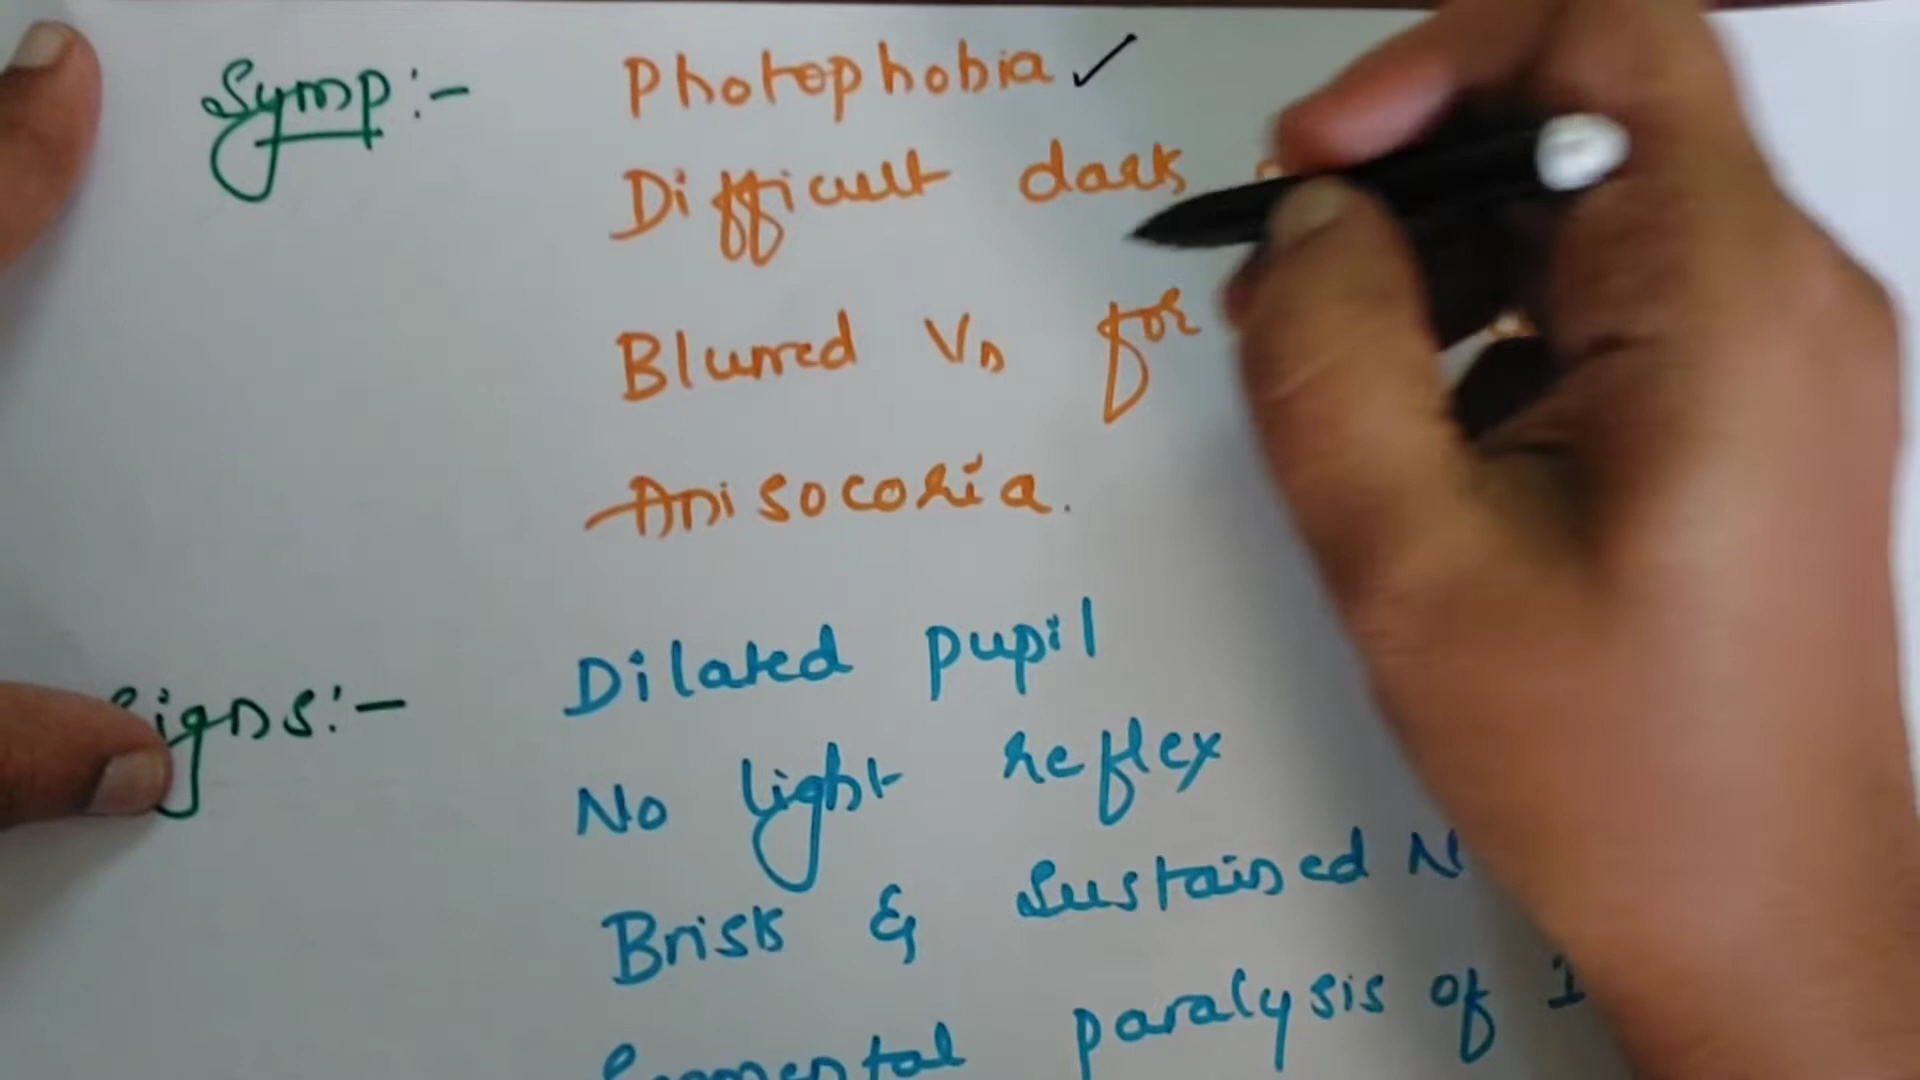 Symp:- Photophobia ✓
Difficult dark
Blurred Vn for
Anisocoria.
Signs:- Dilated pupil
No light reflex
Brisk & Sustained N
Segmental paralysis of I